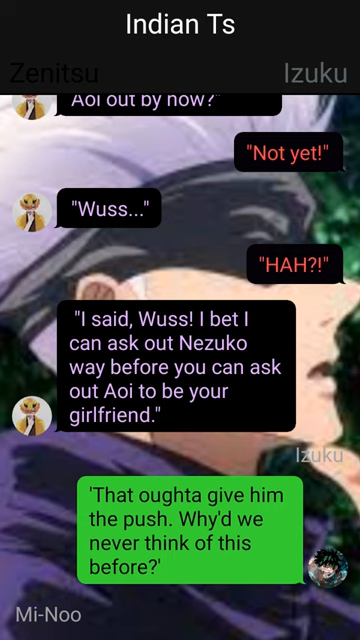 Indian Ts
Zenitsu
Izuku
Aoi out by now?"
"Not yet!"
"Wuss..."
"HAH?!"
"I said, Wuss! I bet I
can ask out Nezuko
way before you can ask
out Aoi to be your
girlfriend."
Izuku
'That oughta give him
the push. Why'd we
never think of this
before?'
Mi-Noo